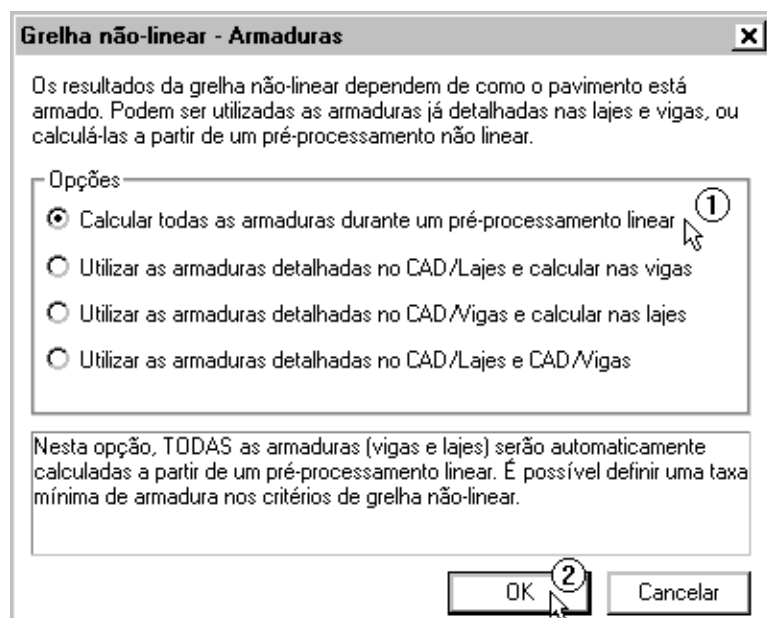 Grelha não-linear - Armaduras
Os resultados da grelha não-linear dependem de como o pavimento está
armado. Podem ser utilizadas as armaduras já detalhadas nas lajes e vigas, ou
calculá-las a partir de um pré-processamento não linear.
Opções
Calcular todas as armaduras durante um pré-processamento linear 1
Utilizar as armaduras detalhadas no CAD/Lajes e calcular nas vigas
Utilizar as armaduras detalhadas no CAD/Vigas e calcular nas lajes
Utilizar as armaduras detalhadas no CAD/Lajes e CAD/Vigas
Nesta opção, TODAS as armaduras (vigas e lajes) serão automaticamente
calculadas a partir de um pré-processamento linear. É possível definir uma taxa
mínima de armadura nos critérios de grelha não-linear.
OK 2 Cancelar